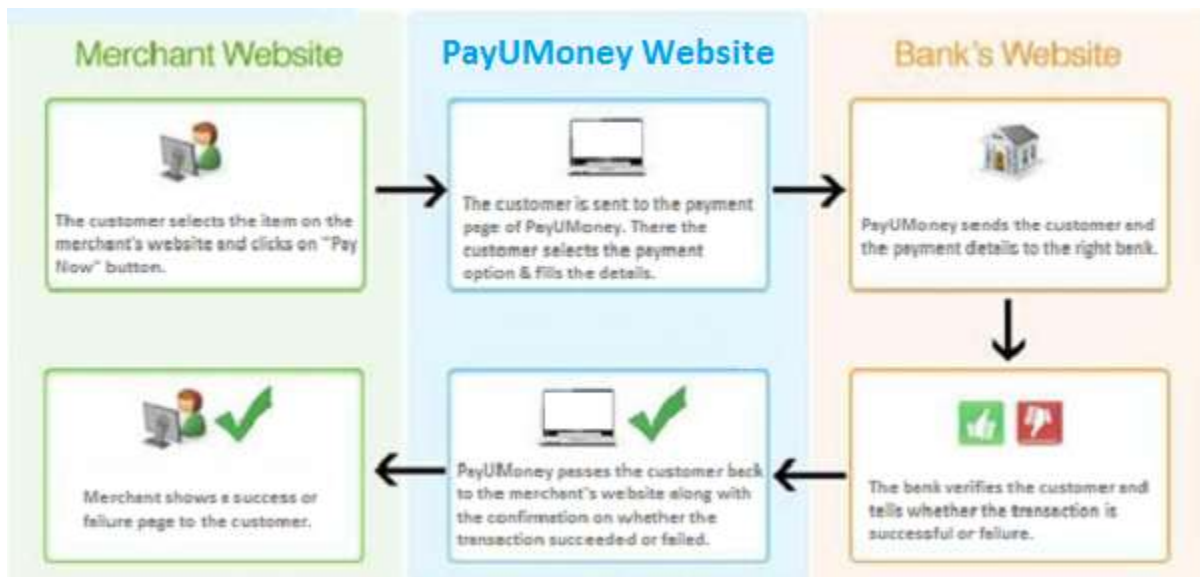 Merchant Website
PayUMoney Website
Bank's Website
The customer selects the item on the
merchant's website and clicks on "Pay
Now" button.
The customer is sent to the payment
page of PayUMoney. There the
customer selects the payment
option & fills the details.
PayUMoney sends the customer and
the payment details to the right bank.
Merchant shows a success or
failure page to the customer.
PayUMoney passes the customer back
to the merchant's website along with
the confirmation on whether the
transaction succeeded or failed.
The bank verifies the customer and
tells whether the transaction is
successful or failure.